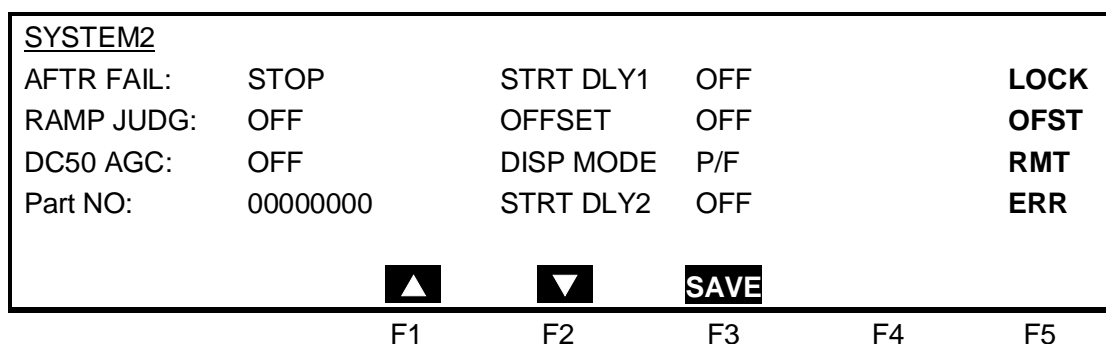 SYSTEM2
AFTR FAIL: STOP STRT DLY1 OFF LOCK
RAMP JUDG: OFF OFFSET OFF OFST
DC50 AGC: OFF DISP MODE P/F RMT
Part NO: 00000000 STRT DLY2 OFF ERR
▲ ▼ SAVE
F1 F2 F3 F4 F5